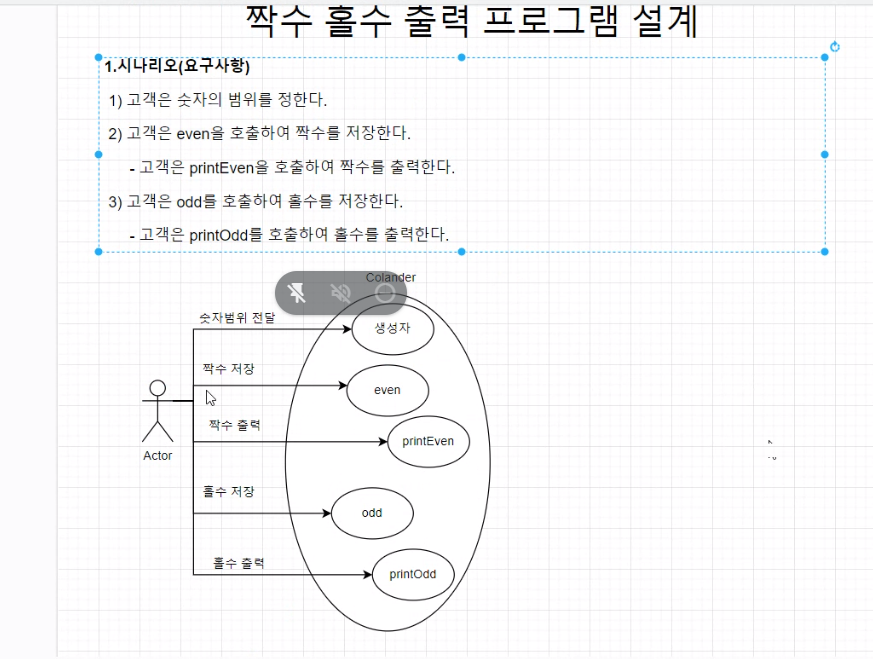 짝수 홀수 출력 프로그램 설계
1.시나리오(요구사항)
1) 고객은 숫자의 범위를 정한다.
2) 고객은 even을 호출하여 짝수를 저장한다.
- 고객은 printEven을 호출하여 짝수를 출력한다.
3) 고객은 odd를 호출하여 홀수를 저장한다.
- 고객은 printOdd를 호출하여 홀수를 출력한다.
Colander
숫자범위 전달
생성자
짝수 저장
even
짝수 출력
printEven
Actor
홀수 저장
odd
홀수 출력
printOdd